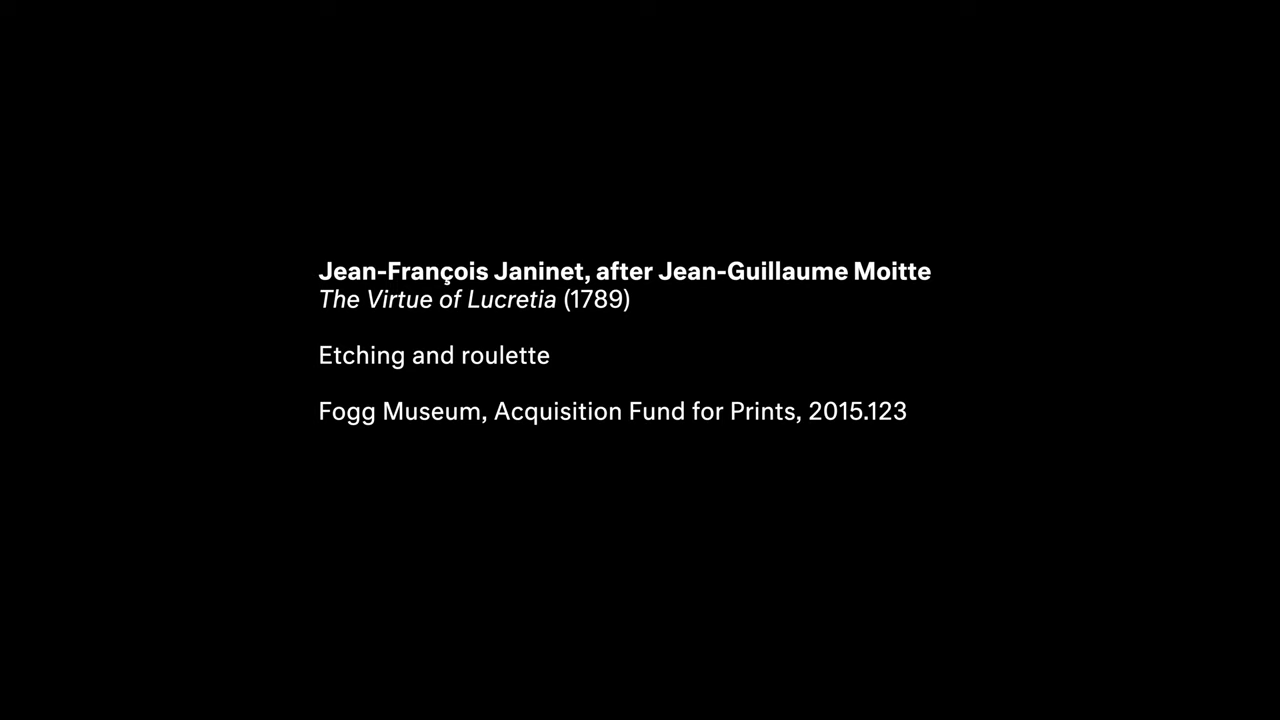 Jean-François Janinet, after Jean-Guillaume Moitte
The Virtue of Lucretia (1789)
Etching and roulette
Fogg Museum, Acquisition Fund for Prints, 2015.123